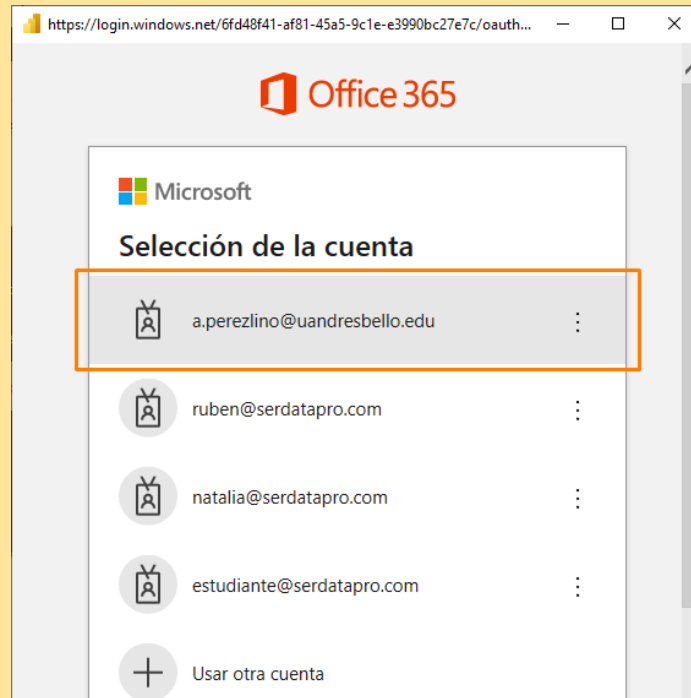 https://login.windows.net/6fd48f41-af81-45a5-9c1e-e3990bc27e7c/oauth...
Office 365
Microsoft
Selección de la cuenta
a.perezlino@uandresbello.edu
ruben@serdatapro.com
natalia@serdatapro.com
estudiante@serdatapro.com
Usar otra cuenta